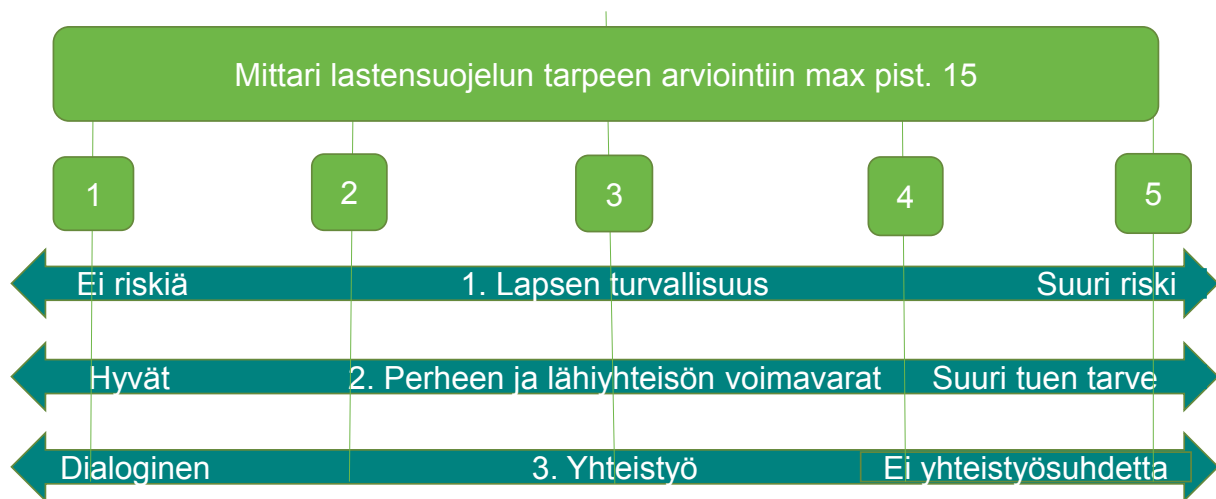 Mittari lastensuojelun tarpeen arviointiin max pist. 15
1 2 3 4 5
Ei riskiä 1. Lapsen turvallisuus Suuri riski
Hyvät 2. Perheen ja lähiyhteisön voimavarat Suuri tuen tarve
Dialoginen 3. Yhteistyö Ei yhteistyösuhdetta